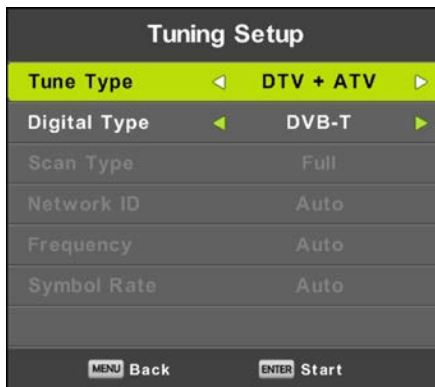 Tuning Setup
Tune Type DTV + ATV
Digital Type DVB-T
Scan Type Full
Network ID Auto
Frequency Auto
Symbol Rate Auto
MENU Back ENTER Start